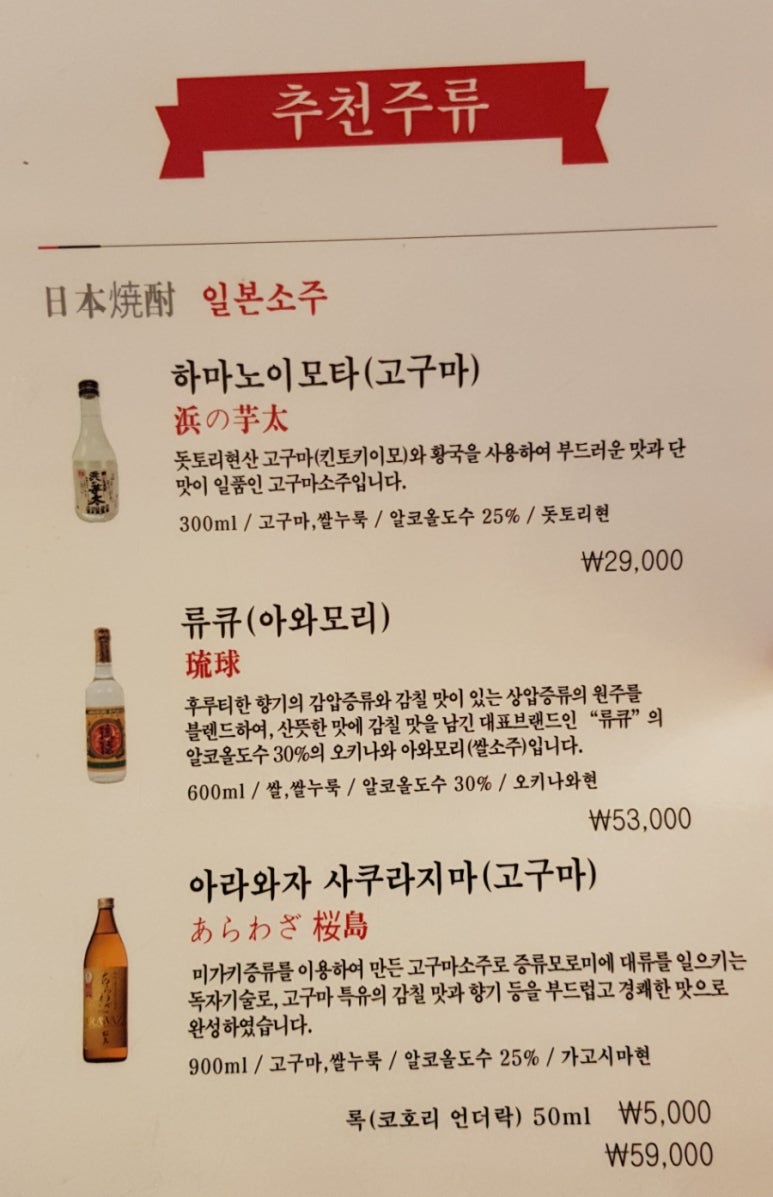 추천주류
日本焼酎 일본소주
하마노이모타(고구마)
浜の芋太
돗토리현산 고구마(킨토키이모)와 황국을 사용하여 부드러운 맛과 단
맛이 일품인 고구마소주입니다.
300ml / 고구마,쌀누룩 / 알코올도수 25% / 돗토리현
₩29,000
류큐(아와모리)
琉球
후루티한 향기의 감압증류와 감칠 맛이 있는 상압증류의 원주를
블렌드하여, 산뜻한 맛에 감칠 맛을 남긴 대표브랜드인 “류큐”의
알코올도수 30%의 오키나와 아와모리(쌀소주)입니다.
600ml / 쌀,쌀누룩 / 알코올도수 30% / 오키나와현
₩53,000
아라와자 사쿠라지마(고구마)
あらわざ 桜島
미가키증류를 이용하여 만든 고구마소주로 증류모로미에 대류를 일으키는
독자기술로, 고구마 특유의 감칠 맛과 향기 등을 부드럽고 경쾌한 맛으로
완성하였습니다.
900ml / 고구마,쌀누룩 / 알코올도수 25% / 가고시마현
록(코호리 언더락) 50ml ₩5,000
₩59,000